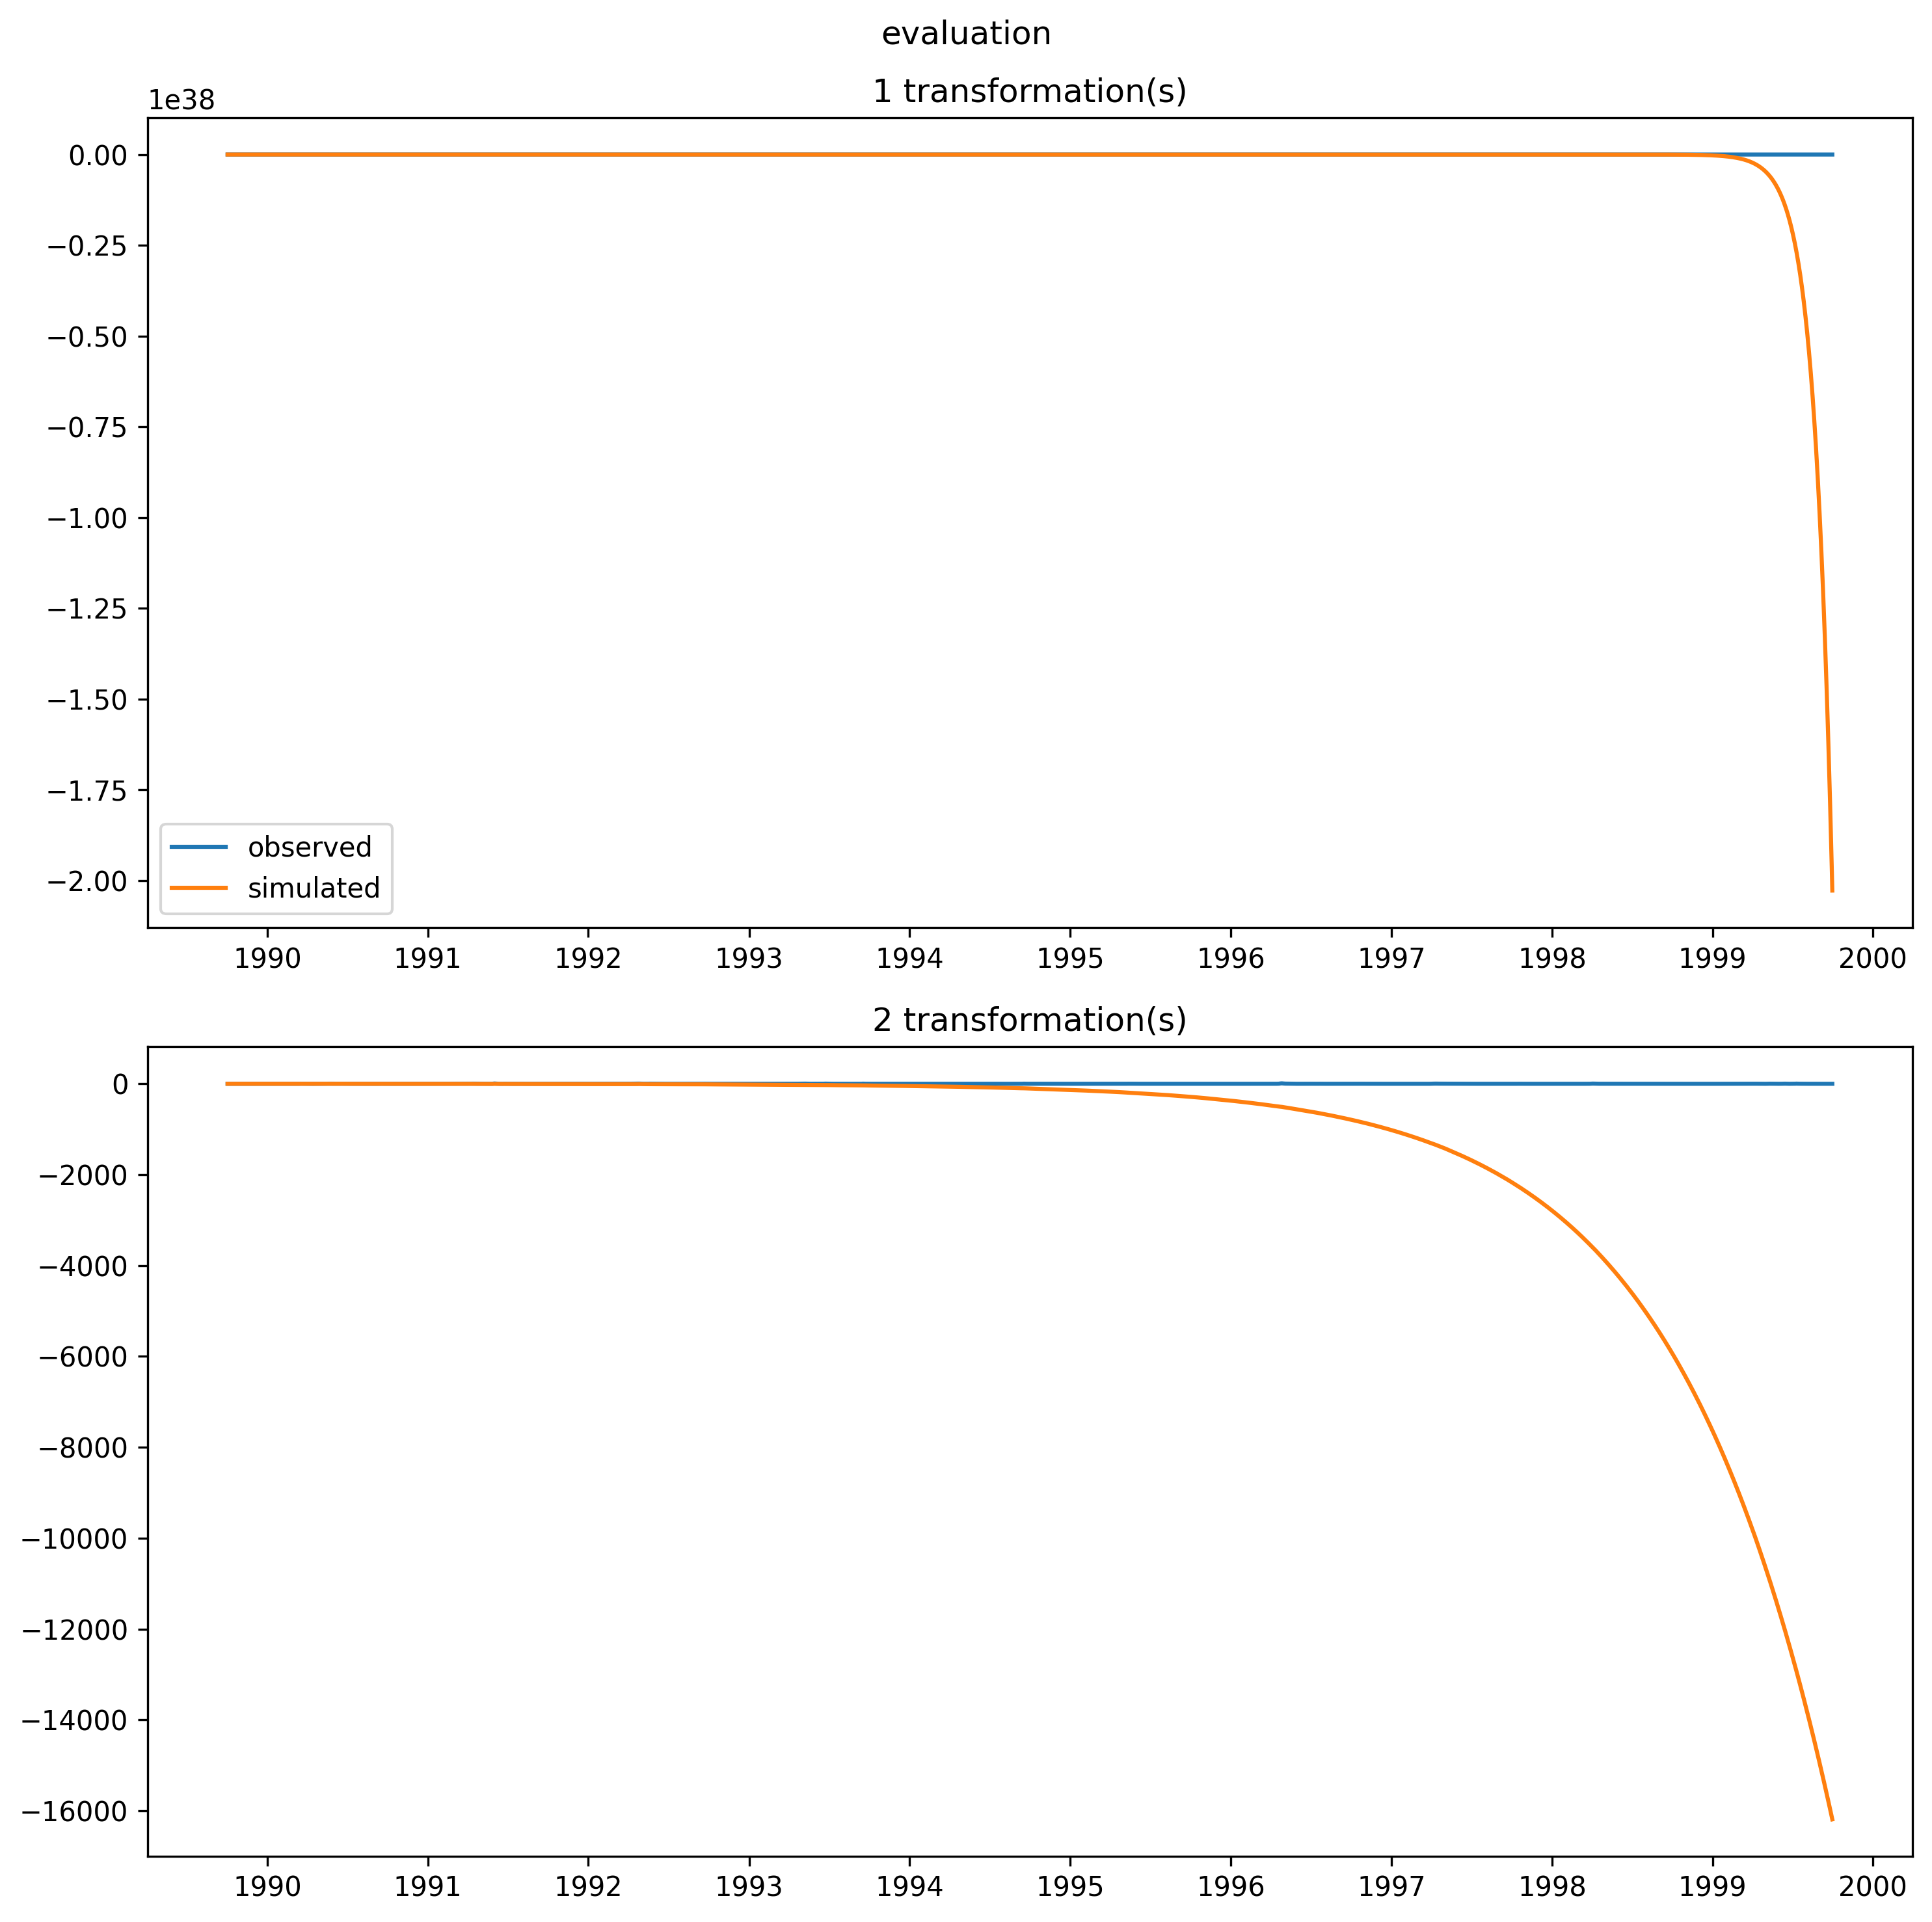 evaluation
1 transformation(s)
1e38
0.00
−0.25
−0.50
−0.75
−1.00
−1.25
−1.50
−1.75
−2.00
observed
simulated
1990 1991 1992 1993 1994 1995 1996 1997 1998 1999 2000
2 transformation(s)
0
−2000
−4000
−6000
−8000
−10000
−12000
−14000
−16000
1990 1991 1992 1993 1994 1995 1996 1997 1998 1999 2000